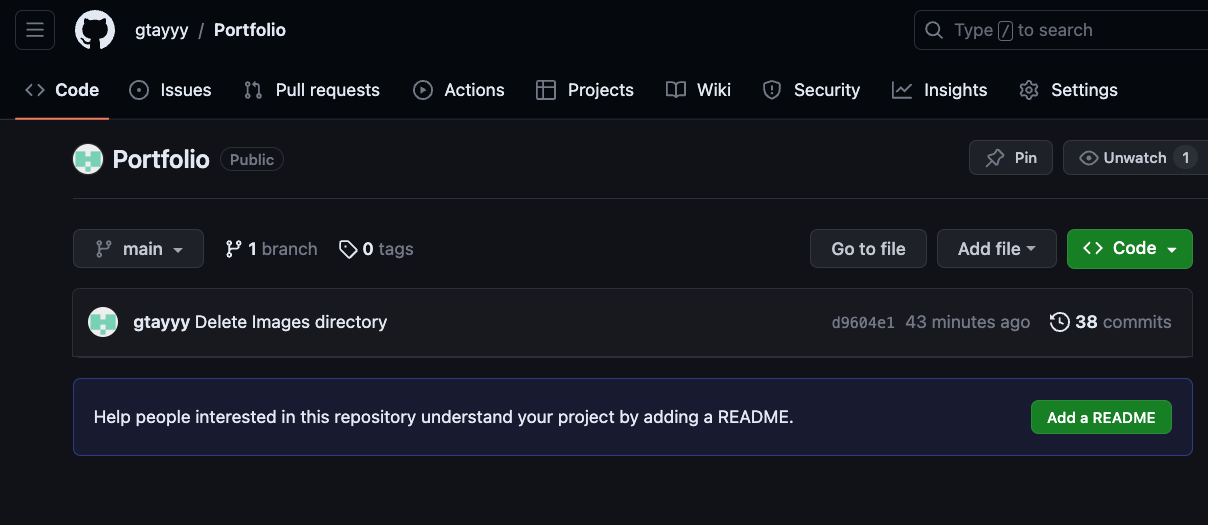 gtayyy / Portfolio
Type / to search
Code Issues Pull requests Actions Projects Wiki Security Insights Settings
Portfolio Public
Pin Unwatch 1
main 1 branch 0 tags
Go to file Add file Code
gtayyy Delete Images directory d9604e1 43 minutes ago 38 commits
Help people interested in this repository understand your project by adding a README.
Add a README